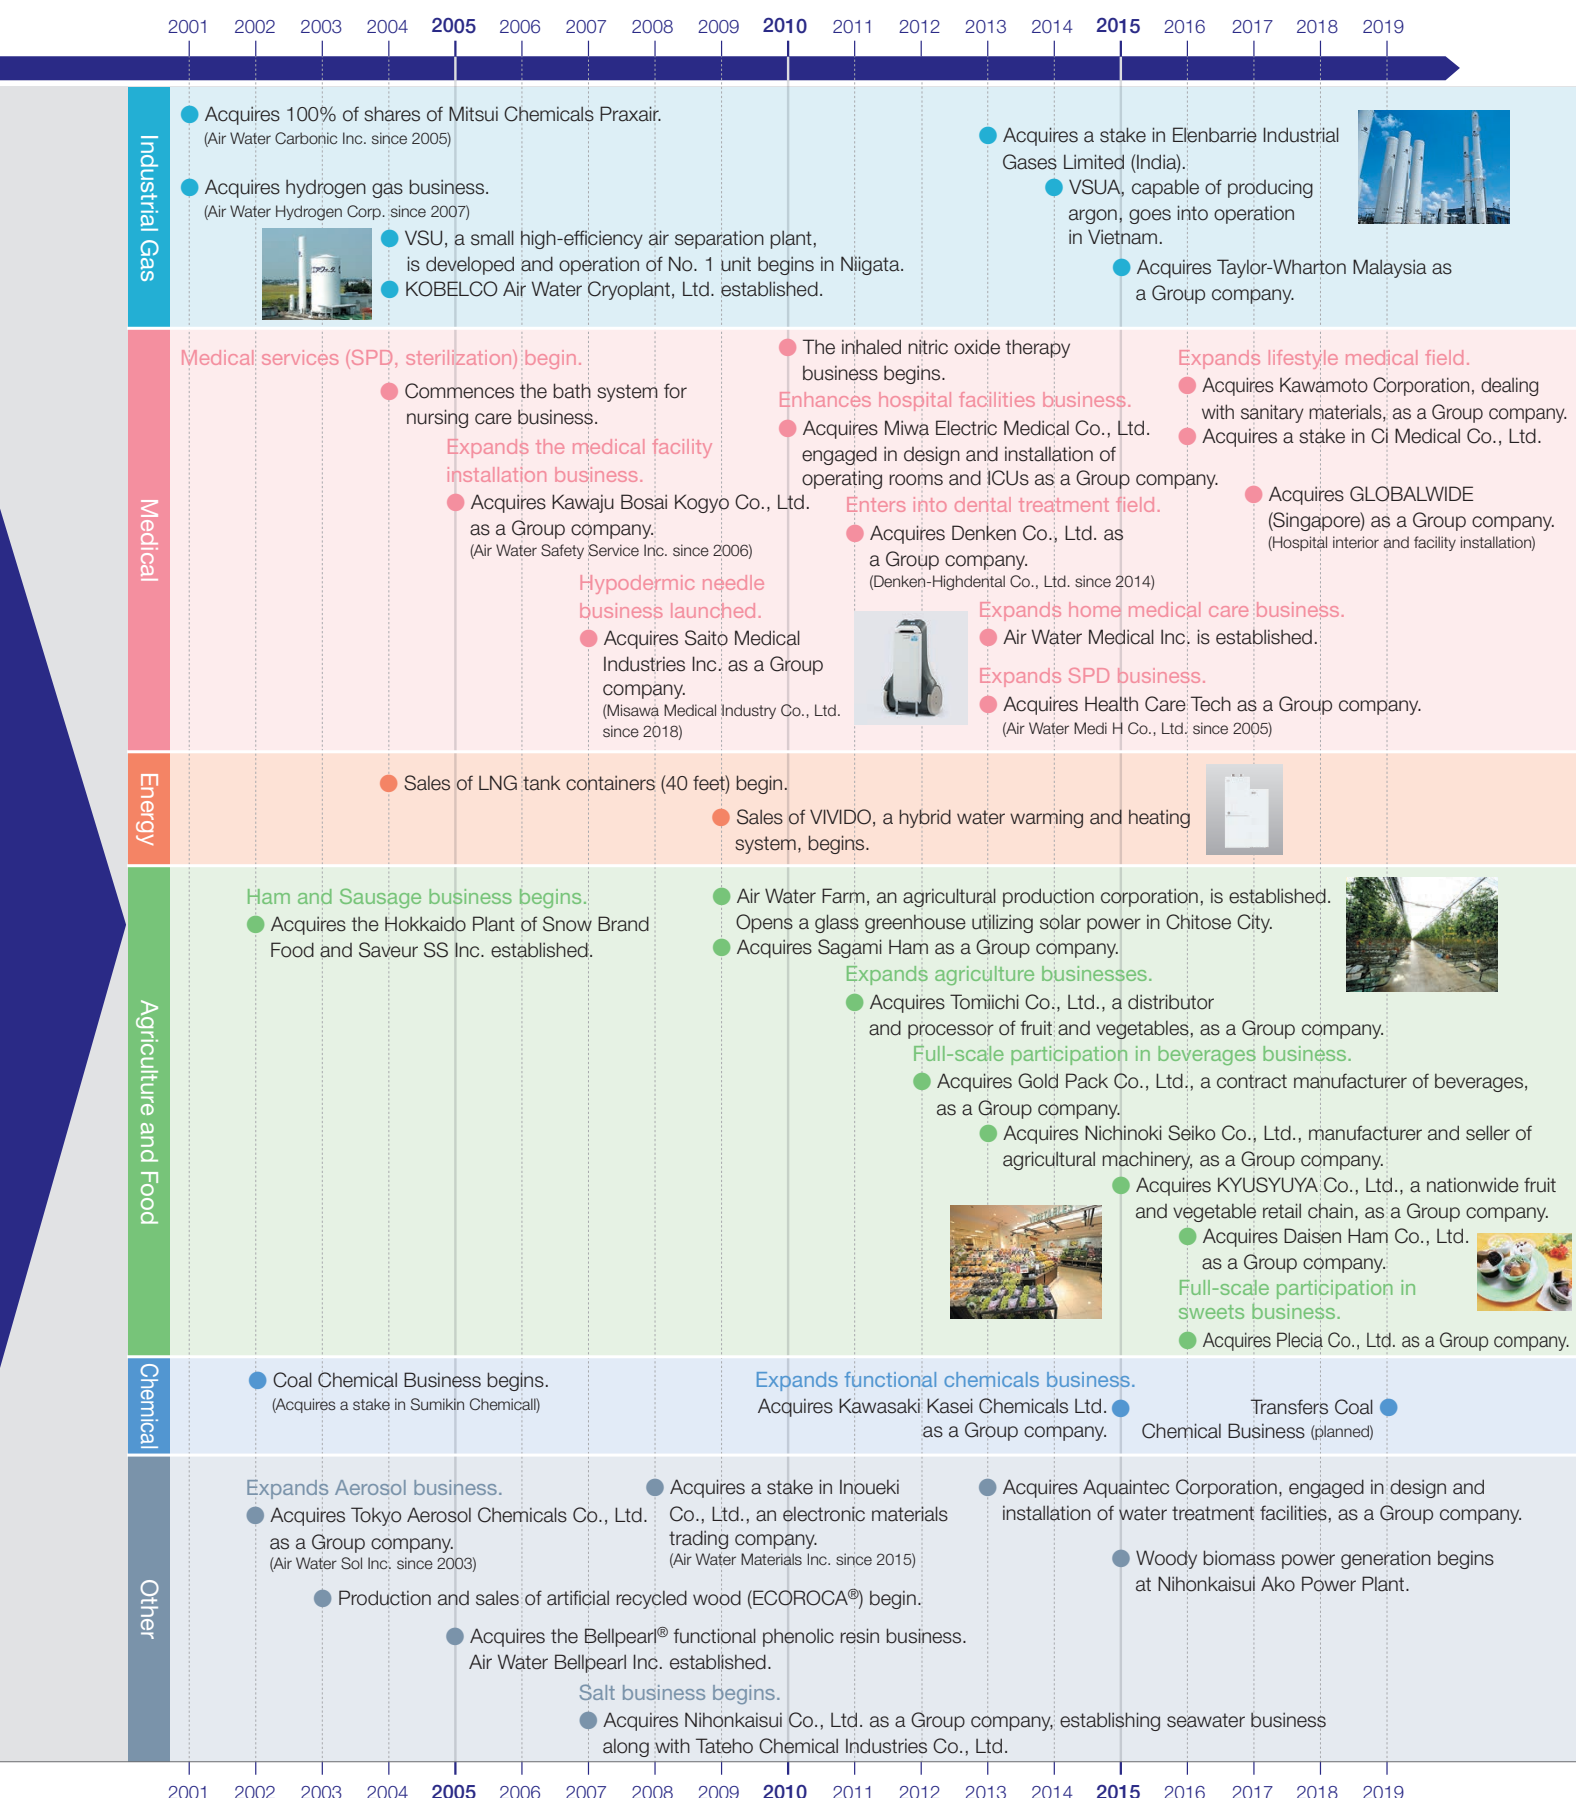 2001 2002 2003 2004 2005 2006 2007 2008 2009 2010 2011 2012 2013 2014 2015 2016 2017 2018 2019
Industrial Gas
Acquires 100% of shares of Mitsui Chemicals Praxair.
(Air Water Carbonic Inc. since 2005)
Acquires hydrogen gas business.
(Air Water Hydrogen Corp. since 2007)
VSU, a small high-efficiency air separation plant,
is developed and operation of No. 1 unit begins in Niigata.
KOBELCO Air Water Cryoplant, Ltd. established.
Acquires a stake in Elenbarrie Industrial
Gases Limited (India).
VSUA, capable of producing
argon, goes into operation
in Vietnam.
Acquires Taylor-Wharton Malaysia as
a Group company.
Medical
Medical services (SPD, sterilization) begin.
Commences the bath system for
nursing care business.
Expands the medical facility
installation business.
Acquires Kawaju Bosai Kogyo Co., Ltd.
as a Group company.
(Air Water Safety Service Inc. since 2006)
Hypodermic needle
business launched.
Acquires Saito Medical
Industries Inc. as a Group
company.
(Misawa Medical Industry Co., Ltd.
since 2018)
The inhaled nitric oxide therapy
business begins.
Enhances hospital facilities business.
Acquires Miwa Electric Medical Co., Ltd.
engaged in design and installation of
operating rooms and ICUs as a Group company.
Enters into dental treatment field.
Acquires Denken Co., Ltd. as
a Group company.
(Denken-Highdental Co., Ltd. since 2014)
Expands home medical care business.
Air Water Medical Inc. is established.
Expands SPD business.
Acquires Health Care Tech as a Group company.
(Air Water Medi H Co., Ltd. since 2005)
Expands lifestyle medical field.
Acquires Kawamoto Corporation, dealing
with sanitary materials, as a Group company.
Acquires a stake in Ci Medical Co., Ltd.
Acquires GLOBALWIDE
(Singapore) as a Group company.
(Hospital interior and facility installation)
Energy
Sales of LNG tank containers (40 feet) begin.
Sales of VIVIDO, a hybrid water warming and heating
system, begins.
Agriculture and Food
Ham and Sausage business begins.
Acquires the Hokkaido Plant of Snow Brand
Food and Saveur SS Inc. established.
Air Water Farm, an agricultural production corporation, is established.
Opens a glass greenhouse utilizing solar power in Chitose City.
Acquires Sagami Ham as a Group company.
Expands agriculture businesses.
Acquires Tomiichi Co., Ltd., a distributor
and processor of fruit and vegetables, as a Group company.
Full-scale participation in beverages business.
Acquires Gold Pack Co., Ltd., a contract manufacturer of beverages,
as a Group company.
Acquires Nichinoki Seiko Co., Ltd., manufacturer and seller of
agricultural machinery, as a Group company.
Acquires KYUSYUYA Co., Ltd., a nationwide fruit
and vegetable retail chain, as a Group company.
Acquires Daisen Ham Co., Ltd.
as a Group company.
Full-scale participation in
sweets business.
Acquires Plecia Co., Ltd. as a Group company.
Chemical
Coal Chemical Business begins.
(Acquires a stake in Sumikin Chemicall)
Expands functional chemicals business.
Acquires Kawasaki Kasei Chemicals Ltd.
as a Group company.
Transfers Coal
Chemical Business (planned)
Other
Expands Aerosol business.
Acquires Tokyo Aerosol Chemicals Co., Ltd.
as a Group company.
(Air Water Sol Inc. since 2003)
Acquires a stake in Inoueki
Co., Ltd., an electronic materials
trading company.
(Air Water Materials Inc. since 2015)
Acquires Aquaintec Corporation, engaged in design and
installation of water treatment facilities, as a Group company.
Woody biomass power generation begins
at Nihonkaisui Ako Power Plant.
Production and sales of artificial recycled wood (ECOROCA®) begin.
Acquires the Bellpearl® functional phenolic resin business.
Air Water Bellpearl Inc. established.
Salt business begins.
Acquires Nihonkaisui Co., Ltd. as a Group company, establishing seawater business
along with Tateho Chemical Industries Co., Ltd.
2001 2002 2003 2004 2005 2006 2007 2008 2009 2010 2011 2012 2013 2014 2015 2016 2017 2018 2019